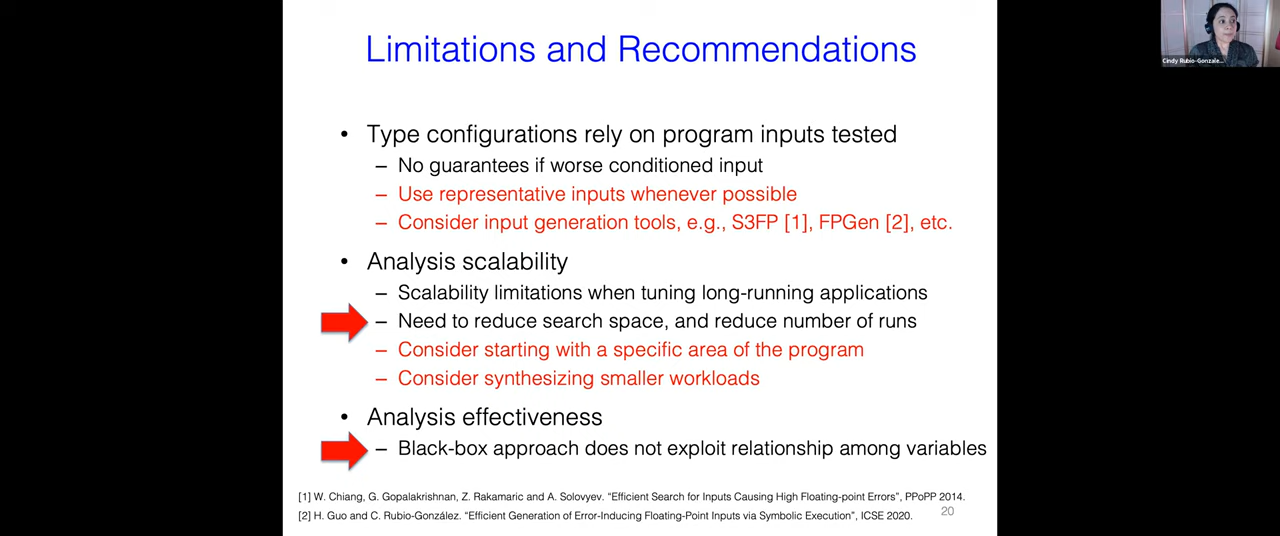 Limitations and Recommendations
Cindy Rubio-Gonzale...
• Type configurations rely on program inputs tested
– No guarantees if worse conditioned input
– Use representative inputs whenever possible
– Consider input generation tools, e.g., S3FP [1], FPGen [2], etc.
• Analysis scalability
– Scalability limitations when tuning long-running applications
– Need to reduce search space, and reduce number of runs
– Consider starting with a specific area of the program
– Consider synthesizing smaller workloads
• Analysis effectiveness
– Black-box approach does not exploit relationship among variables
[1] W. Chiang, G. Gopalakrishnan, Z. Rakamaric and A. Solovyev. “Efficient Search for Inputs Causing High Floating-point Errors”, PPoPP 2014.
[2] H. Guo and C. Rubio-González. “Efficient Generation of Error-Inducing Floating-Point Inputs via Symbolic Execution”, ICSE 2020.
20